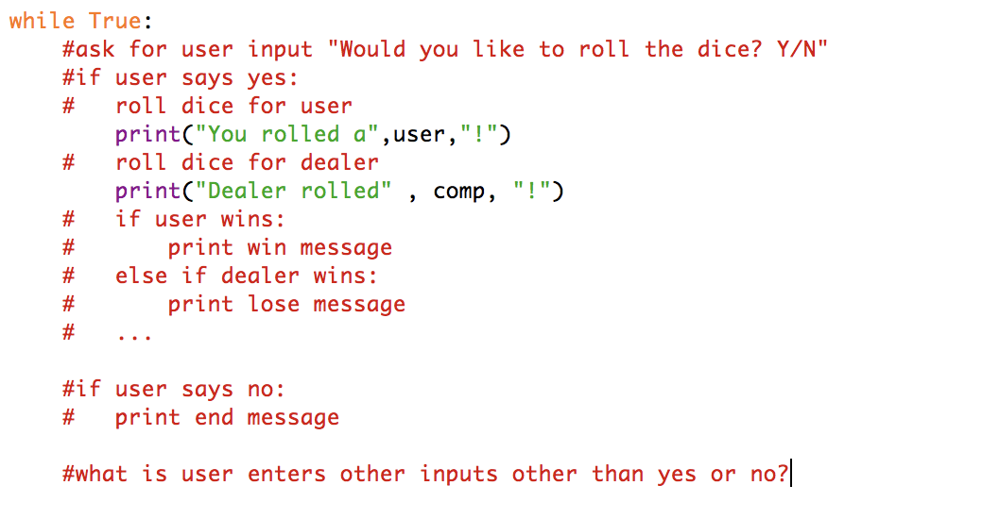 while True:
    #ask for user input "Would you like to roll the dice? Y/N"
    #if user says yes:
    #   roll dice for user
        print("You rolled a",user,"!")
    #   roll dice for dealer
        print("Dealer rolled" , comp, "!")
    #   if user wins:
    #       print win message
    #   else if dealer wins:
    #       print lose message
    #   ...
    #if user says no:
    #   print end message
    #what is user enters other inputs other than yes or no?